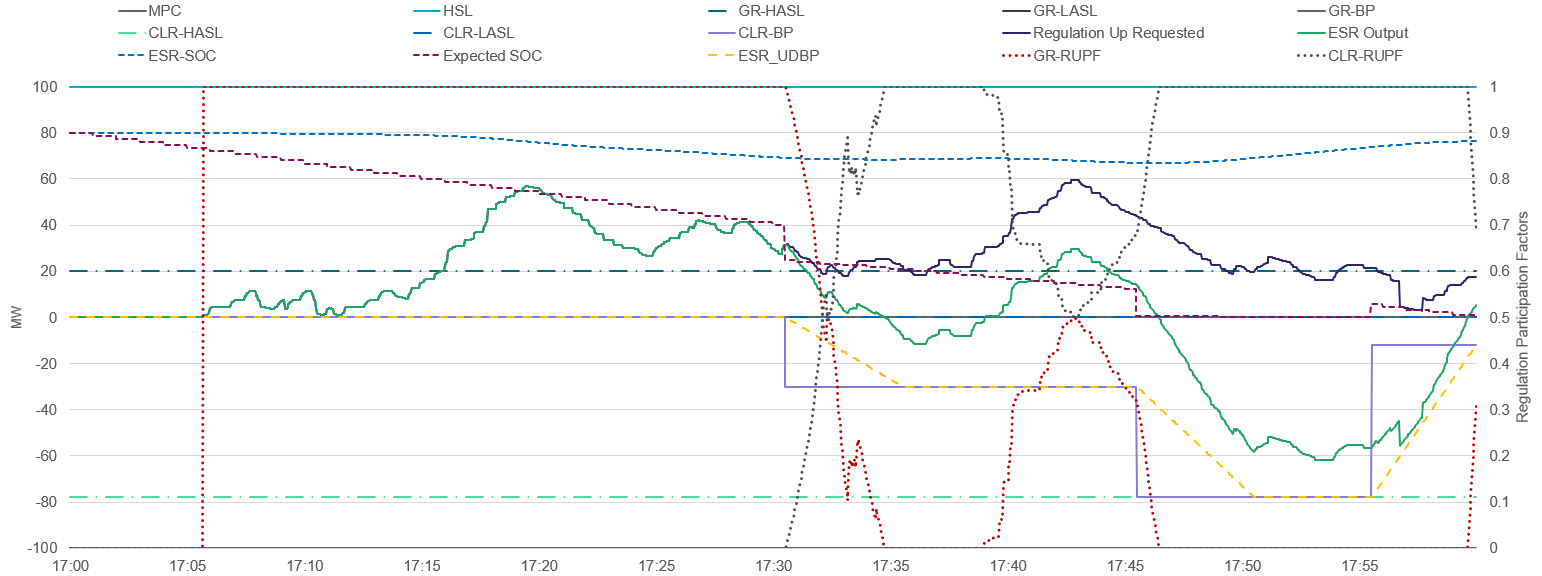 MPC HSL GR-HASL GR-LASL GR-BP
CLR-HASL CLR-LASL CLR-BP Regulation Up Requested ESR Output
ESR-SOC Expected SOC ESR_UDBP GR-RUPF CLR-RUPF
100 1
80 0.9
60 0.8
40 0.7
20 0.6
0 0.5
-20 0.4
-40 0.3
-60 0.2
-80 0.1
-100 0
MW
Regulation Participation Factors
17:00 17:05 17:10 17:15 17:20 17:25 17:30 17:35 17:40 17:45 17:50 17:55